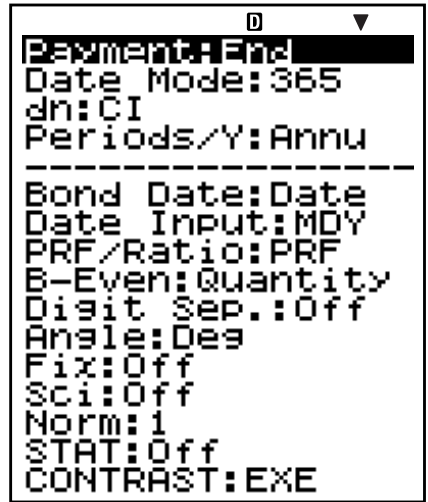 D ▼
Payment:End
Date Mode:365
dn:CI
Periods/Y:Annu
Bond Date:Date
Date Input:MDY
PRF/Ratio:PRF
B-Even:Quantity
Digit Sep.:Off
Angle:Deg
Fix:Off
Sci:Off
Norm:1
STAT:Off
CONTRAST:EXE